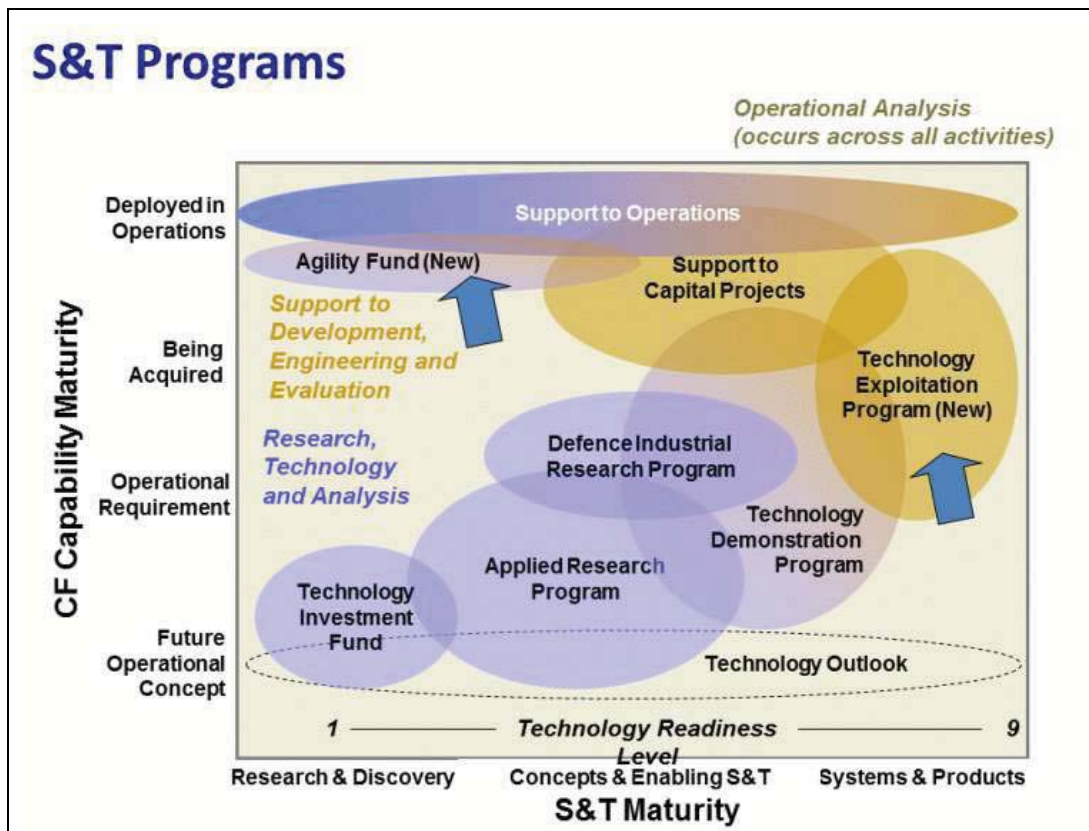 S&T Programs
Operational Analysis
(occurs across all activities)
Deployed in
Operations
Support to Operations
Agility Fund (New)
Support to
Capital Projects
Support to
Development,
Engineering and
Evaluation
Being
Acquired
Technology
Exploitation
Program (New)
CF Capability Maturity
Research,
Technology
and Analysis
Defence Industrial
Research Program
Operational
Requirement
Technology
Demonstration
Program
Applied Research
Program
Technology
Investment
Fund
Future
Operational
Concept
Technology Outlook
1
Technology Readiness
Level
9
Research & Discovery
Concepts & Enabling S&T
Systems & Products
S&T Maturity